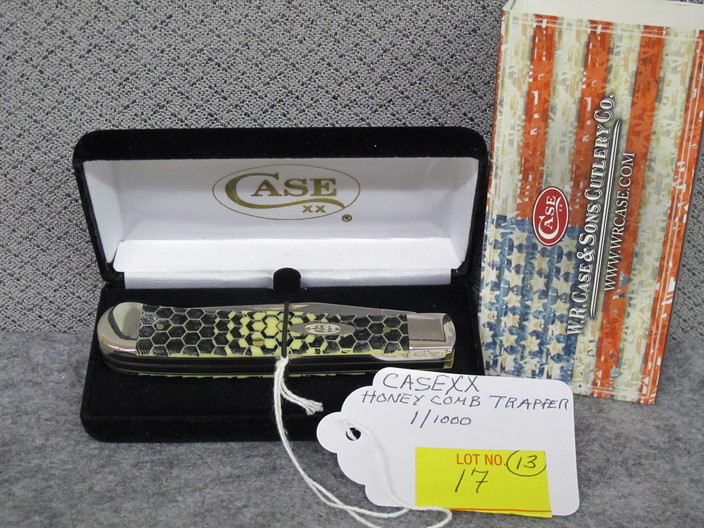 CASE
XX
®
CASE
W.R. CASE & SONS CUTLERY CO.
WWW.WRCASE.COM
CASE
CASEXX
HONEY COMB TRAPPER
1/1000
LOT NO. 13
17